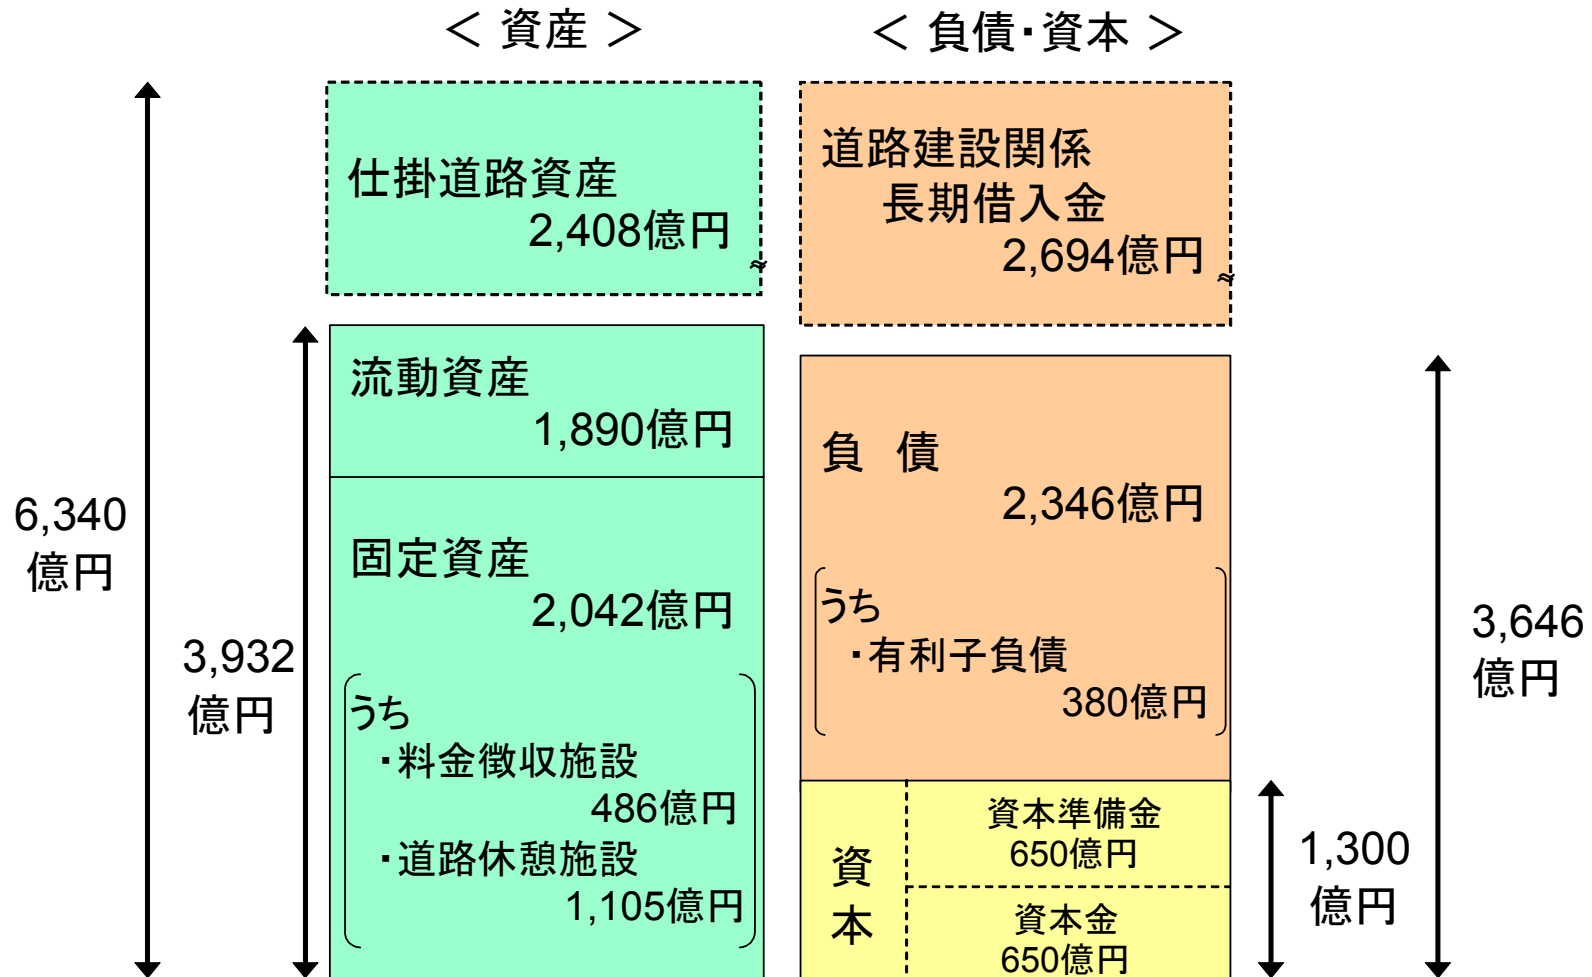 ＜ 資産 ＞
＜ 負債・資本 ＞
6,340
億円
3,932
億円
仕掛道路資産
2,408億円
流動資産
1,890億円
固定資産
2,042億円
うち
・料金徴収施設
486億円
・道路休憩施設
1,105億円
道路建設関係
長期借入金
2,694億円
負 債
2,346億円
うち
・有利子負債
380億円
資本
資本準備金
650億円
資本金
650億円
1,300
億円
3,646
億円